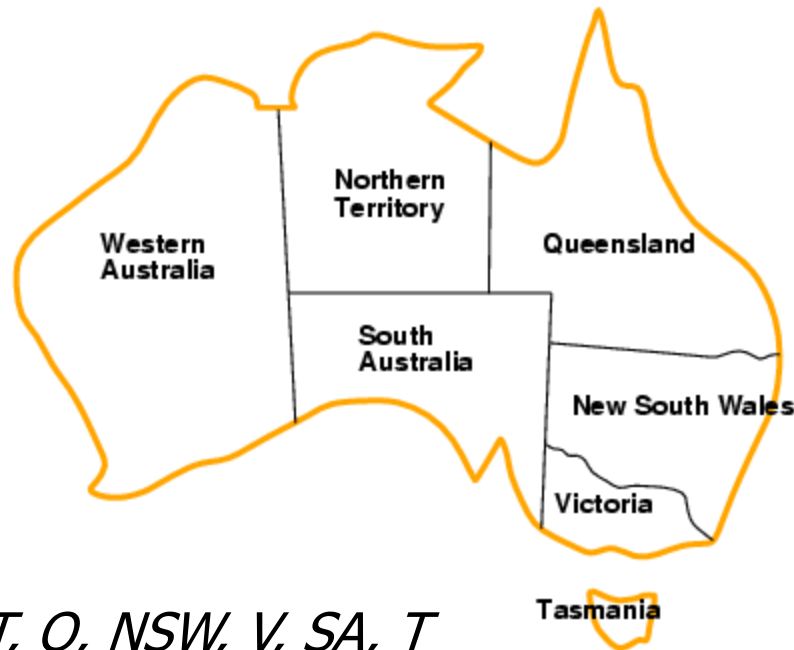 Northern
Territory
Western
Australia
Queensland
South
Australia
New South Wales
Victoria
Tasmania
T, Q, NSW, V, SA, T